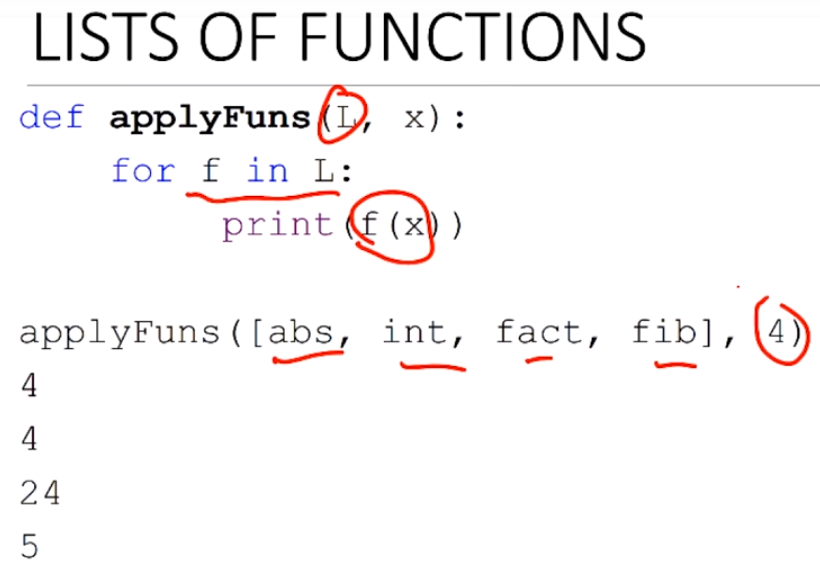 LISTS OF FUNCTIONS
def applyFuns(L, x):
for f in L:
print(f(x))
applyFuns([abs, int, fact, fib], 4)
4
4
24
5